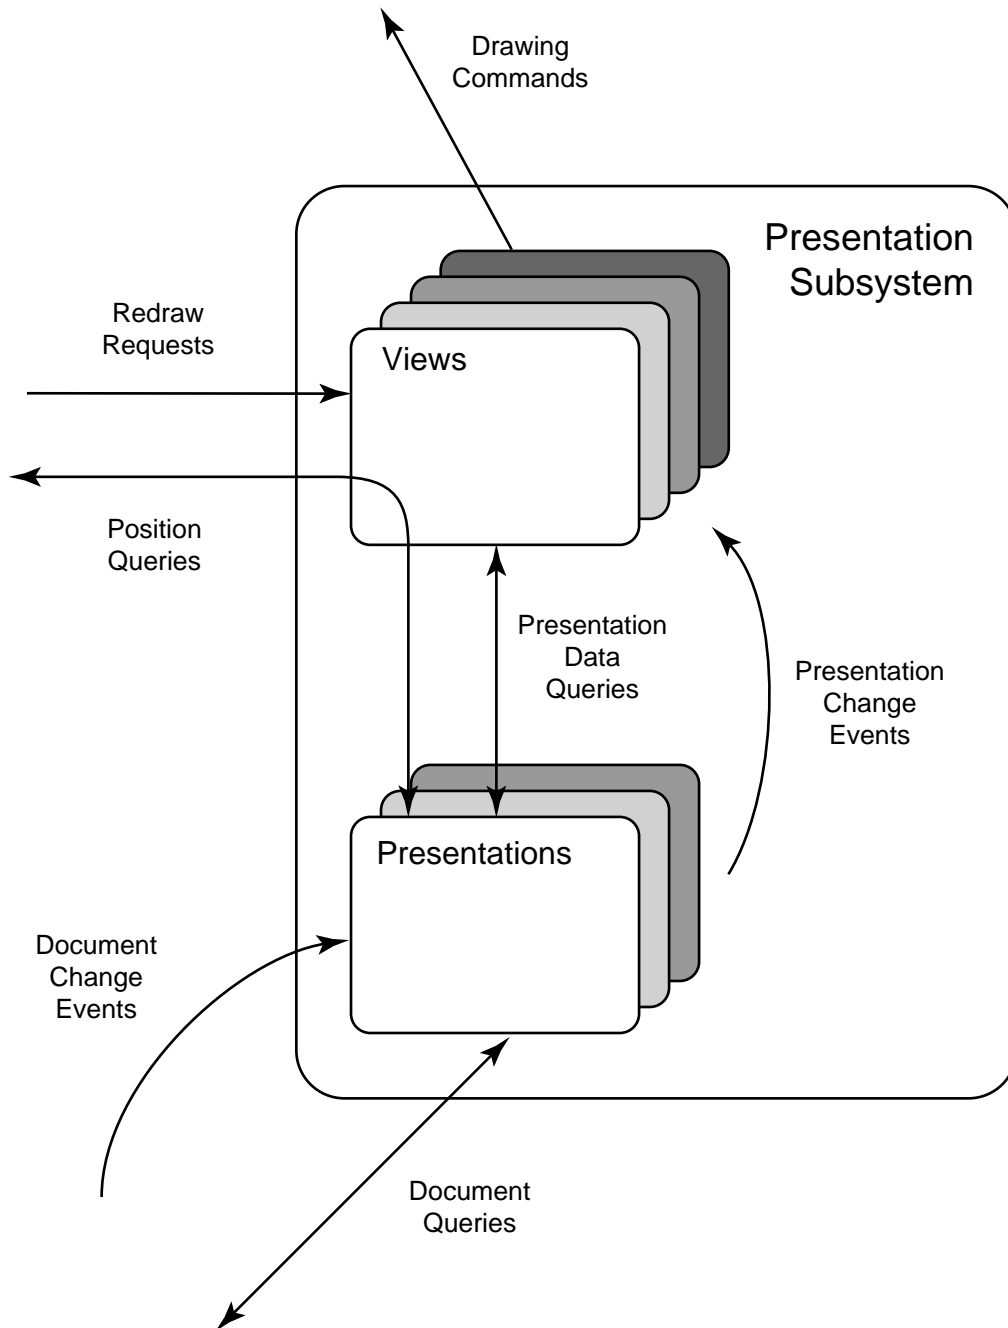 Drawing
Commands
Presentation
Subsystem
Redraw
Requests
Views
Position
Queries
Presentation
Data
Queries
Presentation
Change
Events
Presentations
Document
Change
Events
Document
Queries